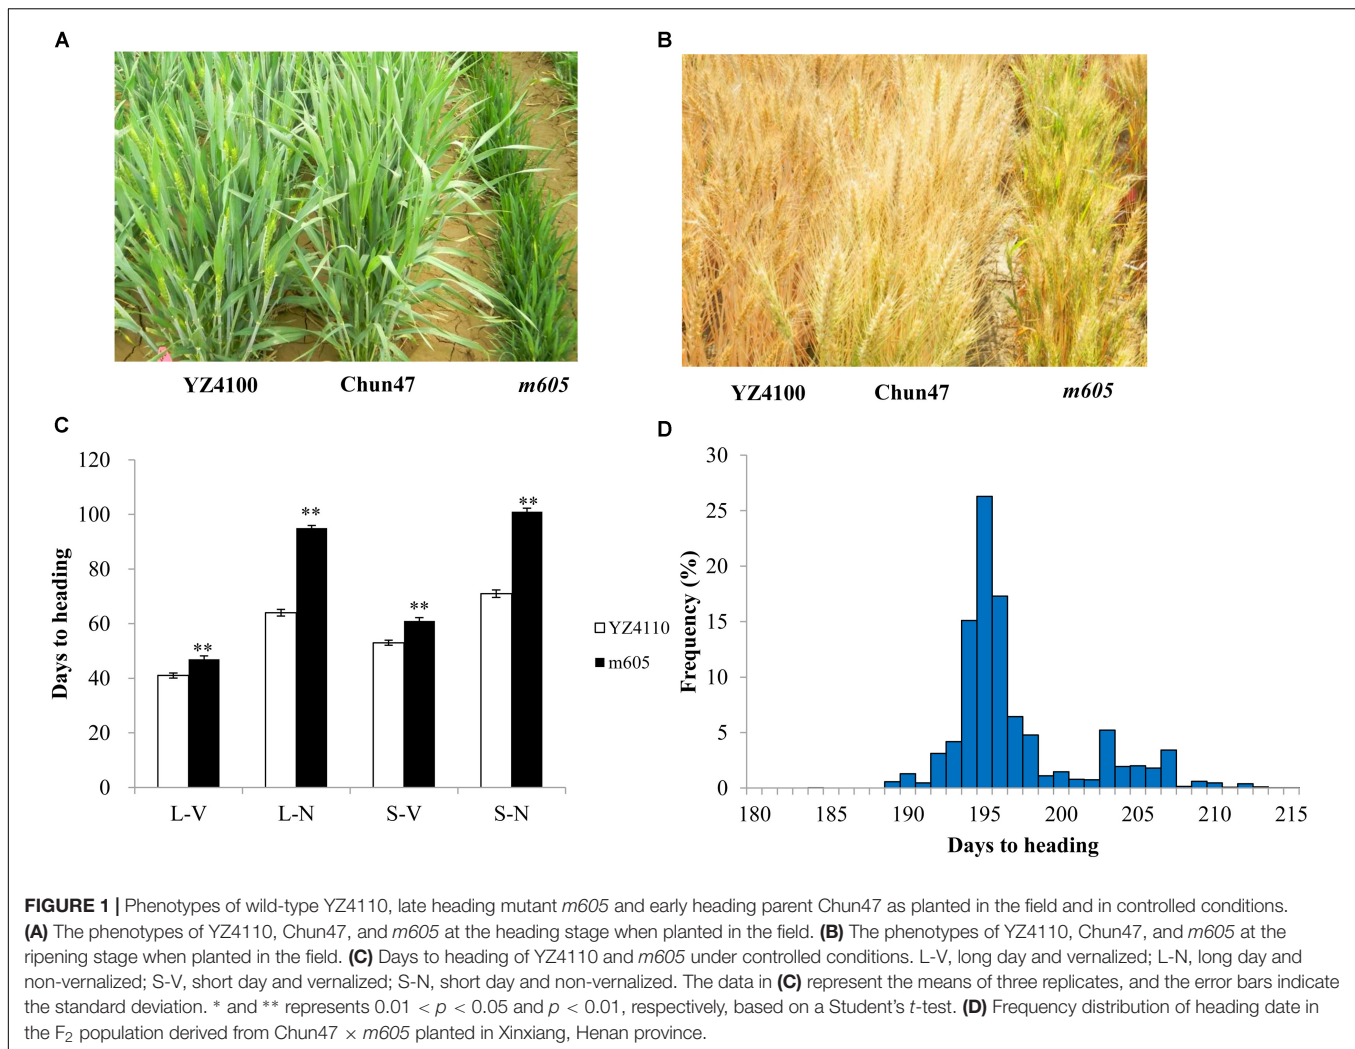 A
B
YZ4100 Chun47 m605
YZ4100 Chun47 m605
C
120
100
80
60
40
20
0
Days to heading
** ** ** **
L-V L-N S-V S-N
YZ4110
m605
D
30
25
20
15
10
5
0
Frequency (%)
180 185 190 195 200 205 210 215
Days to heading
FIGURE 1 | Phenotypes of wild-type YZ4110, late heading mutant m605 and early heading parent Chun47 as planted in the field and in controlled conditions.
(A) The phenotypes of YZ4110, Chun47, and m605 at the heading stage when planted in the field. (B) The phenotypes of YZ4110, Chun47, and m605 at the
ripening stage when planted in the field. (C) Days to heading of YZ4110 and m605 under controlled conditions. L-V, long day and vernalized; L-N, long day and
non-vernalized; S-V, short day and vernalized; S-N, short day and non-vernalized. The data in (C) represent the means of three replicates, and the error bars indicate
the standard deviation. * and ** represents 0.01 < p < 0.05 and p < 0.01, respectively, based on a Student's t-test. (D) Frequency distribution of heading date in
the F₂ population derived from Chun47 × m605 planted in Xinxiang, Henan province.